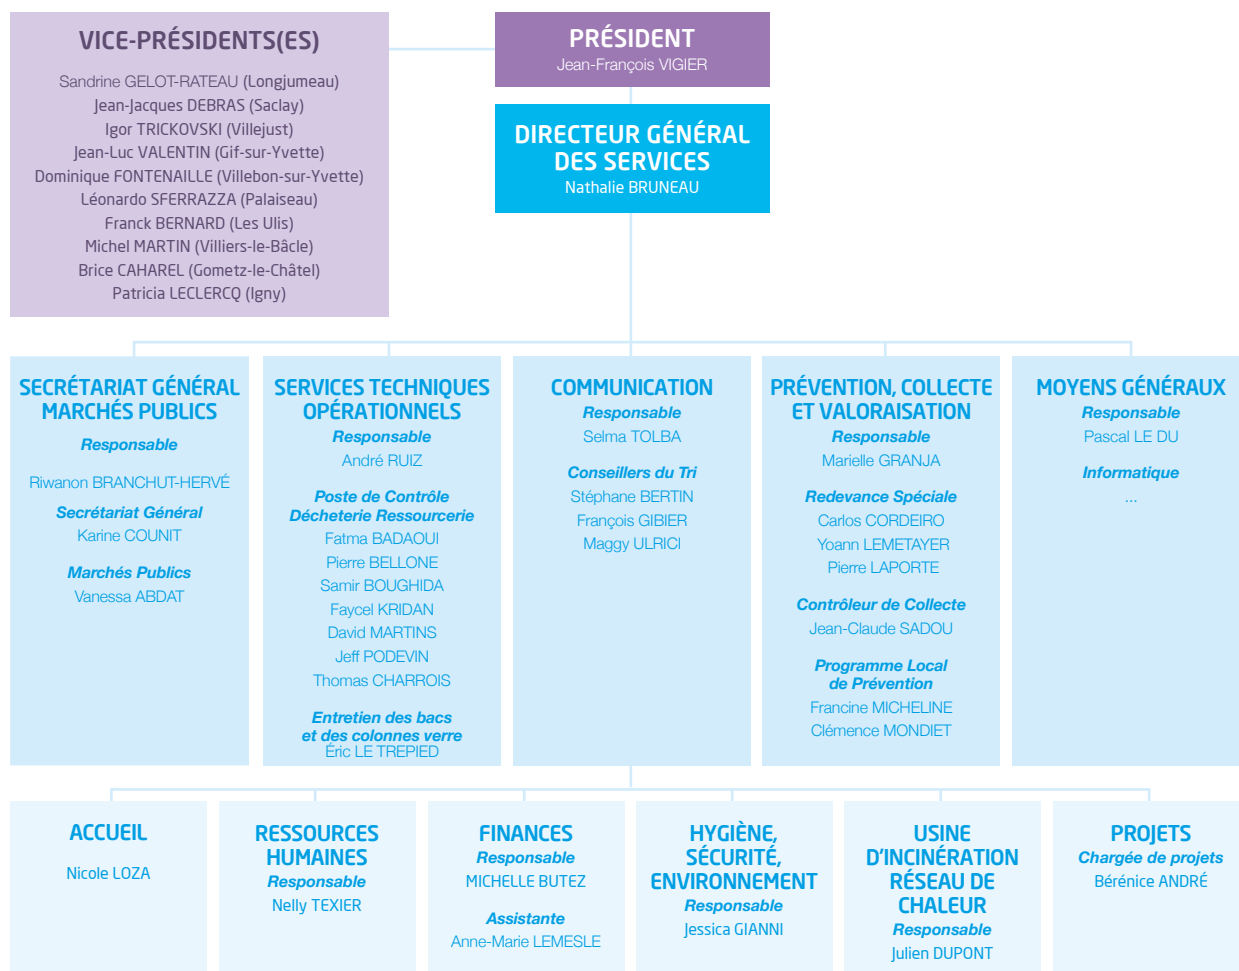 VICE-PRÉSIDENTS(ES)
Sandrine GELOT-RATEAU (Longjumeau)
Jean-Jacques DEBRAS (Saclay)
Igor TRICKOVSKI (Villejust)
Jean-Luc VALENTIN (Gif-sur-Yvette)
Dominique FONTENAILLE (Villebon-sur-Yvette)
Léonardo SFERRAZZA (Palaiseau)
Franck BERNARD (Les Ulis)
Michel MARTIN (Villiers-le-Bâcle)
Brice CAHAREL (Gometz-le-Châtel)
Patricia LECLERCQ (Igny)
PRÉSIDENT
Jean-François VIGIER
DIRECTEUR GÉNÉRAL
DES SERVICES
Nathalie BRUNEAU
SECRÉTARIAT GÉNÉRAL
MARCHÉS PUBLICS
Responsable
Riwanon BRANCHUT-HERVÉ
Secrétariat Général
Karine COUNIT
Marchés Publics
Vanessa ABDAT
SERVICES TECHNIQUES
OPÉRATIONNELS
Responsable
André RUIZ
Poste de Contrôle
Décheterie Ressourcerie
Fatma BADAOUI
Pierre BELLONE
Samir BOUGHIDA
Faycel KRIDAN
David MARTINS
Jeff PODEVIN
Thomas CHARROIS
Entretien des bacs
et des colonnes verre
Éric LE TREPIED
COMMUNICATION
Responsable
Selma TOLBA
Conseillers du Tri
Stéphane BERTIN
François GIBIER
Maggy ULRICI
PRÉVENTION, COLLECTE
ET VALORAISATION
Responsable
Marielle GRANJA
Redevance Spéciale
Carlos CORDEIRO
Yoann LEMETAYER
Pierre LAPORTE
Contrôleur de Collecte
Jean-Claude SADOU
Programme Local
de Prévention
Francine MICHELINE
Clémence MONDIET
MOYENS GÉNÉRAUX
Responsable
Pascal LE DU
Informatique
...
ACCUEIL
Nicole LOZA
RESSOURCES
HUMAINES
Responsable
Nelly TEXIER
FINANCES
Responsable
MICHELLE BUTEZ
Assistante
Anne-Marie LEMESLE
HYGIÈNE,
SÉCURITÉ,
ENVIRONNEMENT
Responsable
Jessica GIANNI
USINE
D'INCINÉRATION
RÉSEAU DE
CHALEUR
Responsable
Julien DUPONT
PROJETS
Chargée de projets
Bérénice ANDRÉ